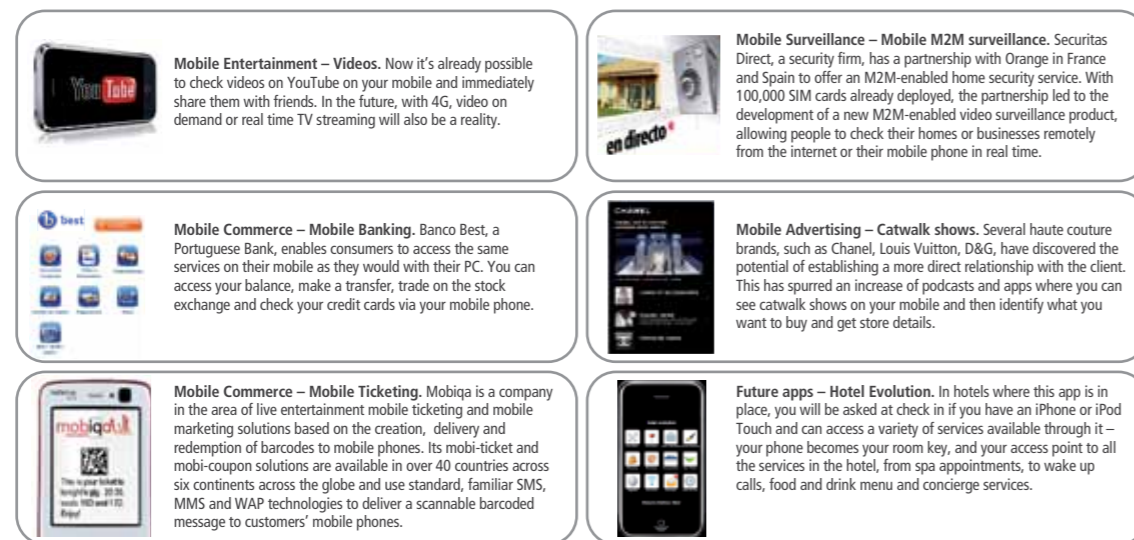 You Tube
Mobile Entertainment – Videos. Now it's already possible
to check videos on YouTube on your mobile and immediately
share them with friends. In the future, with 4G, video on
demand or real time TV streaming will also be a reality.
en directo
Mobile Surveillance – Mobile M2M surveillance. Securitas
Direct, a security firm, has a partnership with Orange in France
and Spain to offer an M2M-enabled home security service. With
100,000 SIM cards already deployed, the partnership led to the
development of a new M2M-enabled video surveillance product,
allowing people to check their homes or businesses remotely
from the internet or their mobile phone in real time.
best
Mobile Commerce – Mobile Banking. Banco Best, a
Portuguese Bank, enables consumers to access the same
services on their mobile as they would with their PC. You can
access your balance, make a transfer, trade on the stock
exchange and check your credit cards via your mobile phone.
CHANEL
Mobile Advertising – Catwalk shows. Several haute couture
brands, such as Chanel, Louis Vuitton, D&G, have discovered the
potential of establishing a more direct relationship with the client.
This has spurred an increase of podcasts and apps where you can
see catwalk shows on your mobile and then identify what you
want to buy and get store details.
mobiqa
This is your ticket to
Enjoy!
Mobile Commerce – Mobile Ticketing. Mobiqa is a company
in the area of live entertainment mobile ticketing and mobile
marketing solutions based on the creation, delivery and
redemption of barcodes to mobile phones. Its mobi-ticket and
mobi-coupon solutions are available in over 40 countries across
six continents across the globe and use standard, familiar SMS,
MMS and WAP technologies to deliver a scannable barcoded
message to customers' mobile phones.
Future apps – Hotel Evolution. In hotels where this app is in
place, you will be asked at check in if you have an iPhone or iPod
Touch and can access a variety of services available through it –
your phone becomes your room key, and your access point to all
the services in the hotel, from spa appointments, to wake up
calls, food and drink menu and concierge services.